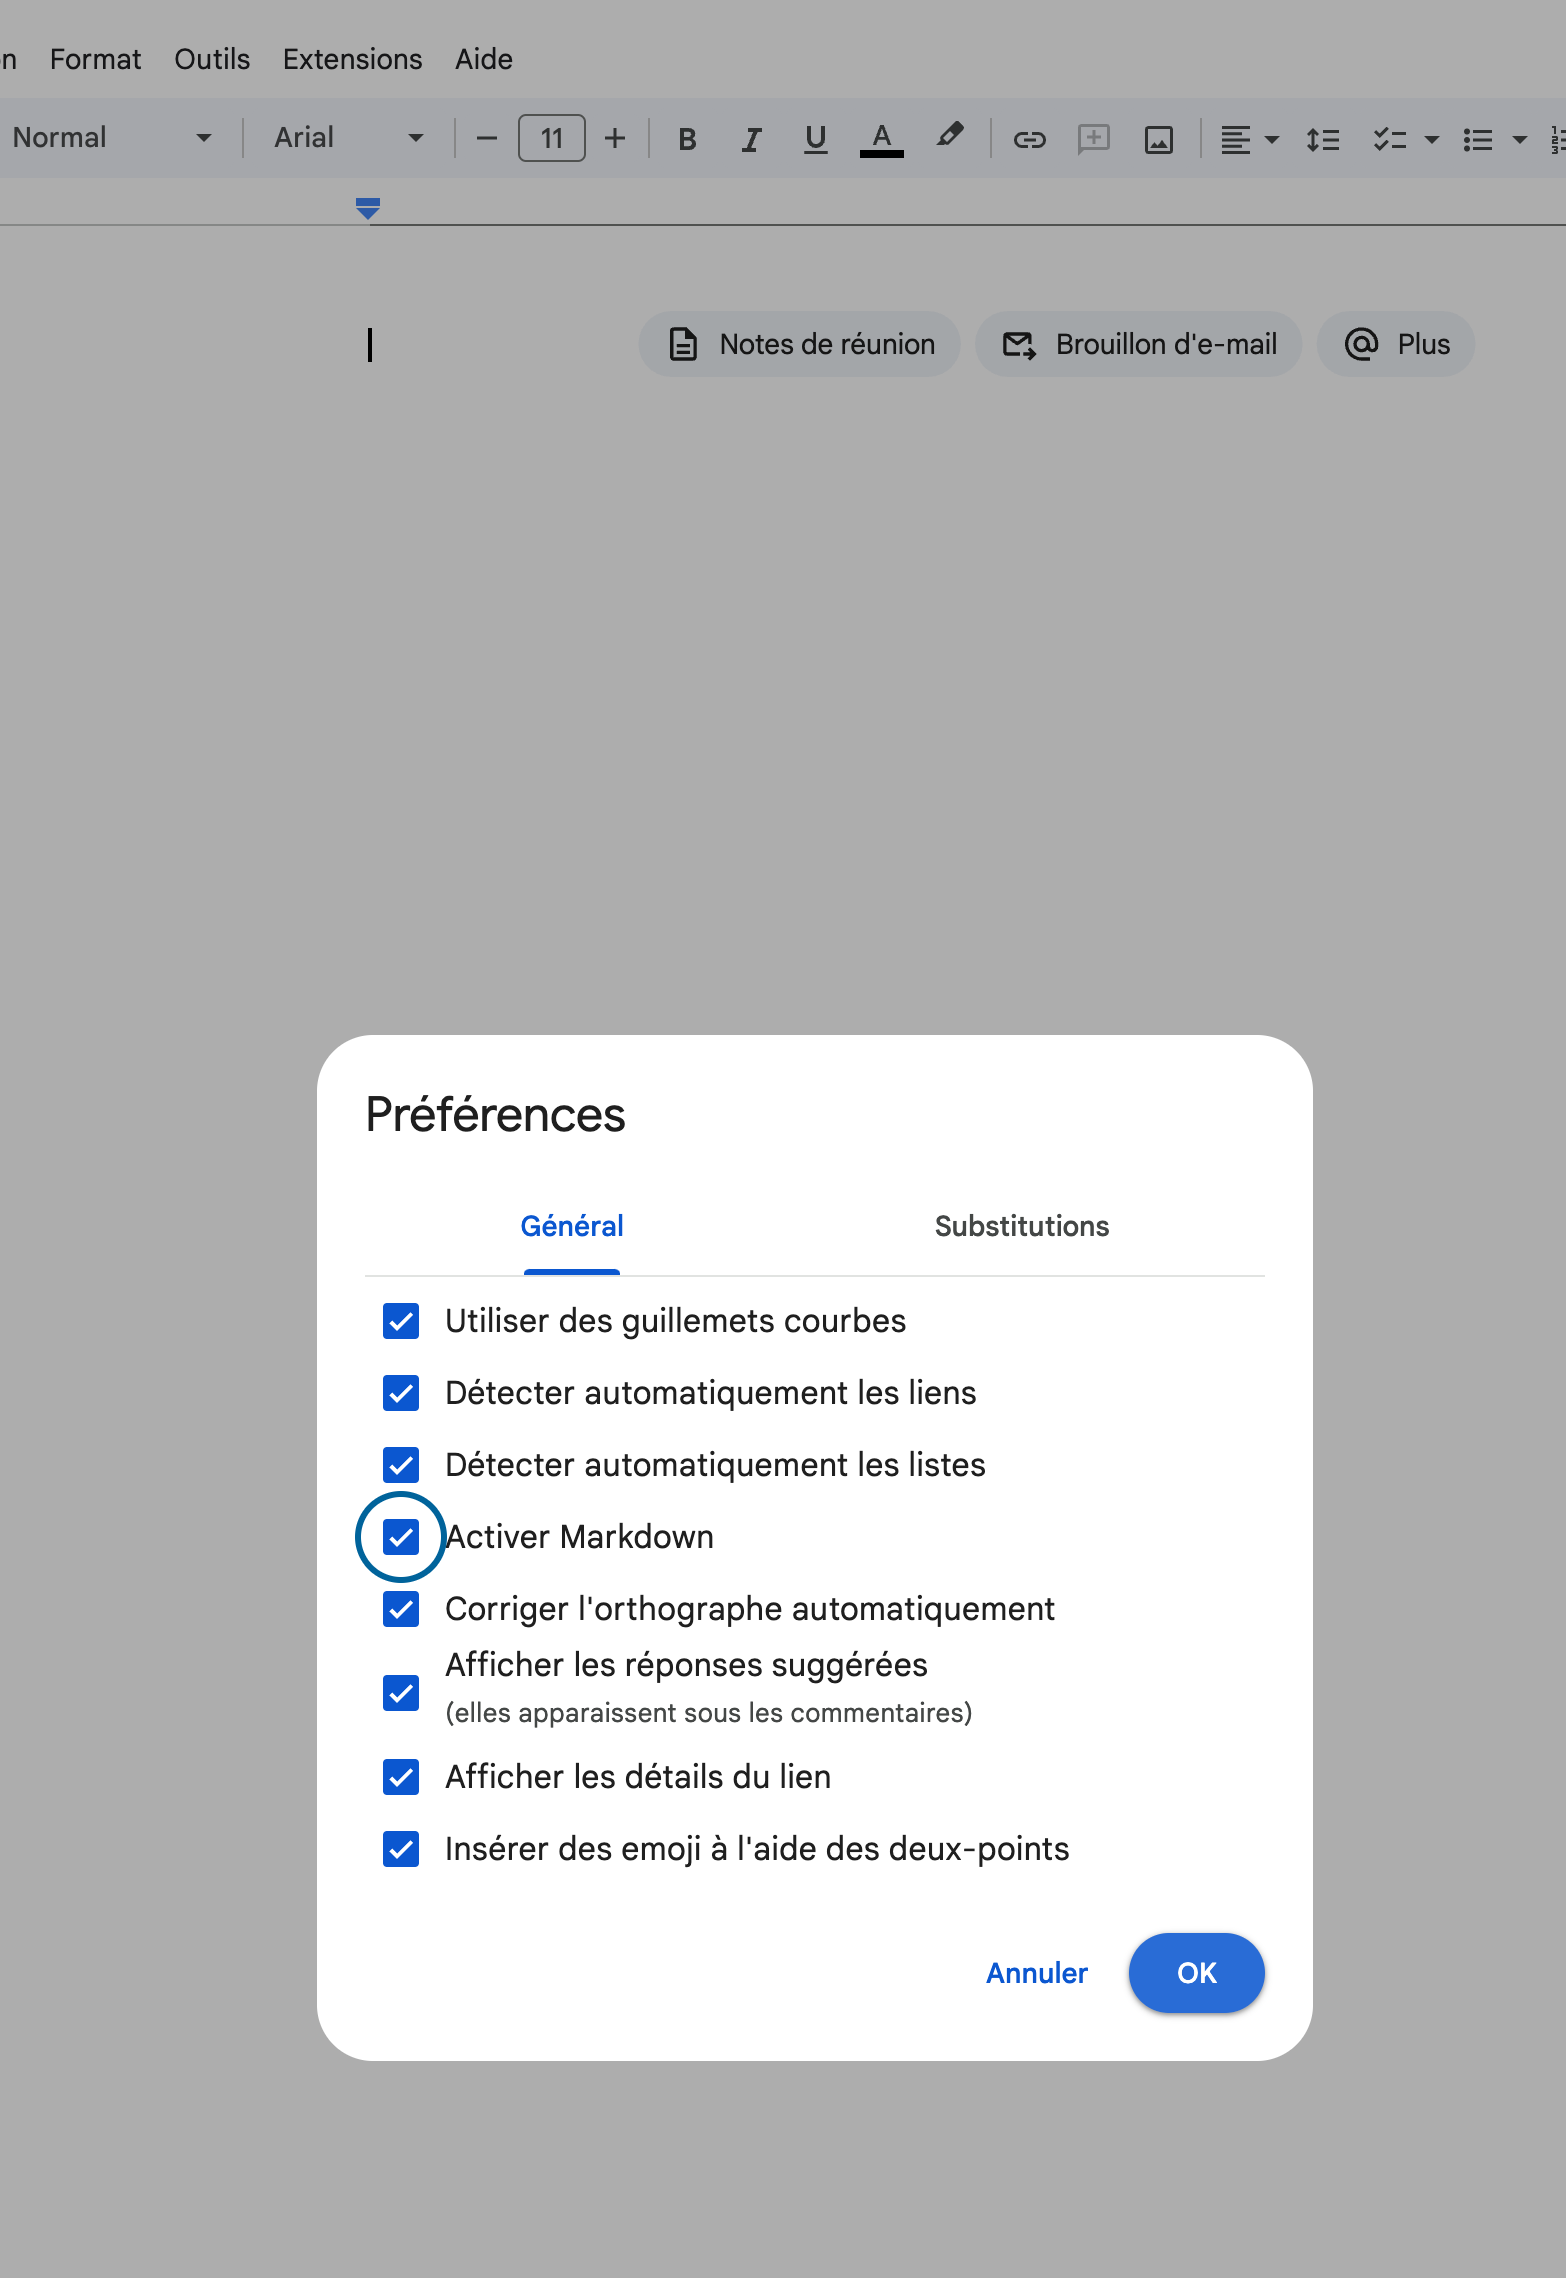 n Format Outils Extensions Aide
Normal Arial 11 B I U A
Notes de réunion Brouillon d'e-mail Plus
Préférences
Général Substitutions
Utiliser des guillemets courbes
Détecter automatiquement les liens
Détecter automatiquement les listes
Activer Markdown
Corriger l'orthographe automatiquement
Afficher les réponses suggérées
(elles apparaissent sous les commentaires)
Afficher les détails du lien
Insérer des emoji à l'aide des deux-points
Annuler OK